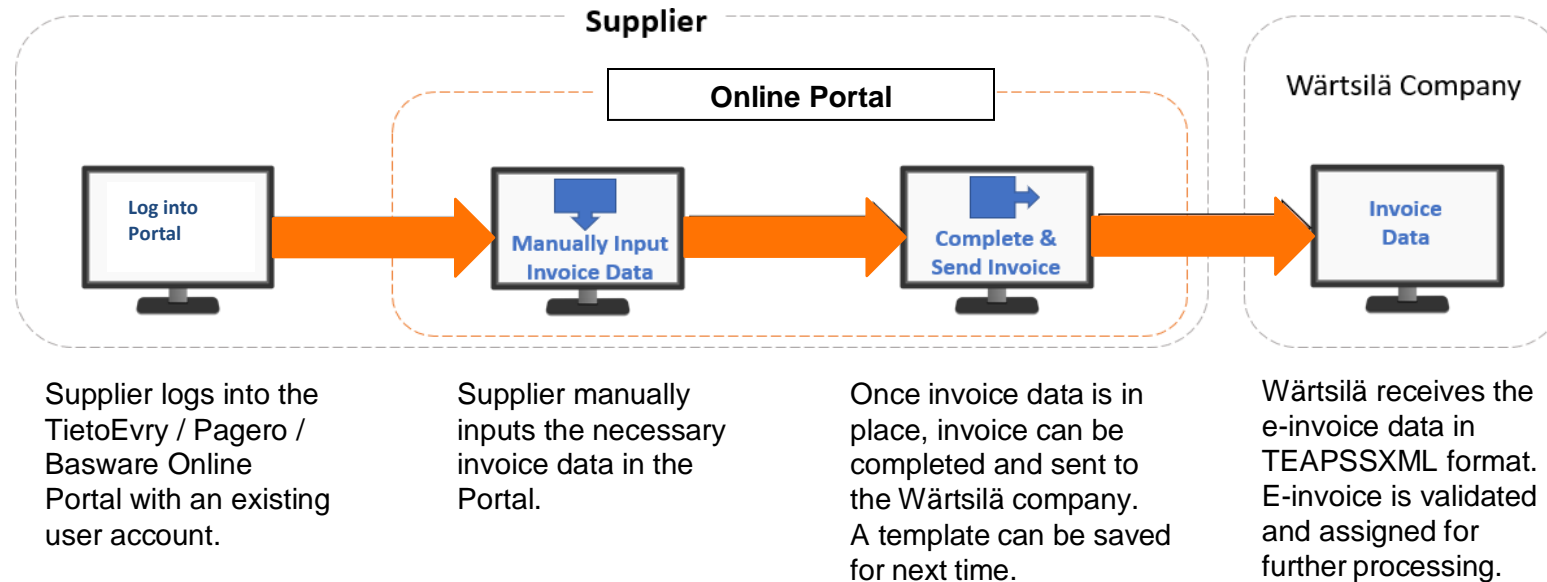 Supplier
Online Portal
Wärtsilä Company
Log into
Portal
Manually Input
Invoice Data
Complete &
Send Invoice
Invoice
Data
Supplier logs into the
TietoEvry / Pagero /
Basware Online
Portal with an existing
user account.
Supplier manually
inputs the necessary
invoice data in the
Portal.
Once invoice data is in
place, invoice can be
completed and sent to
the Wärtsilä company.
A template can be saved
for next time.
Wärtsilä receives the
e-invoice data in
TEAPSSXML format.
E-invoice is validated
and assigned for
further processing.